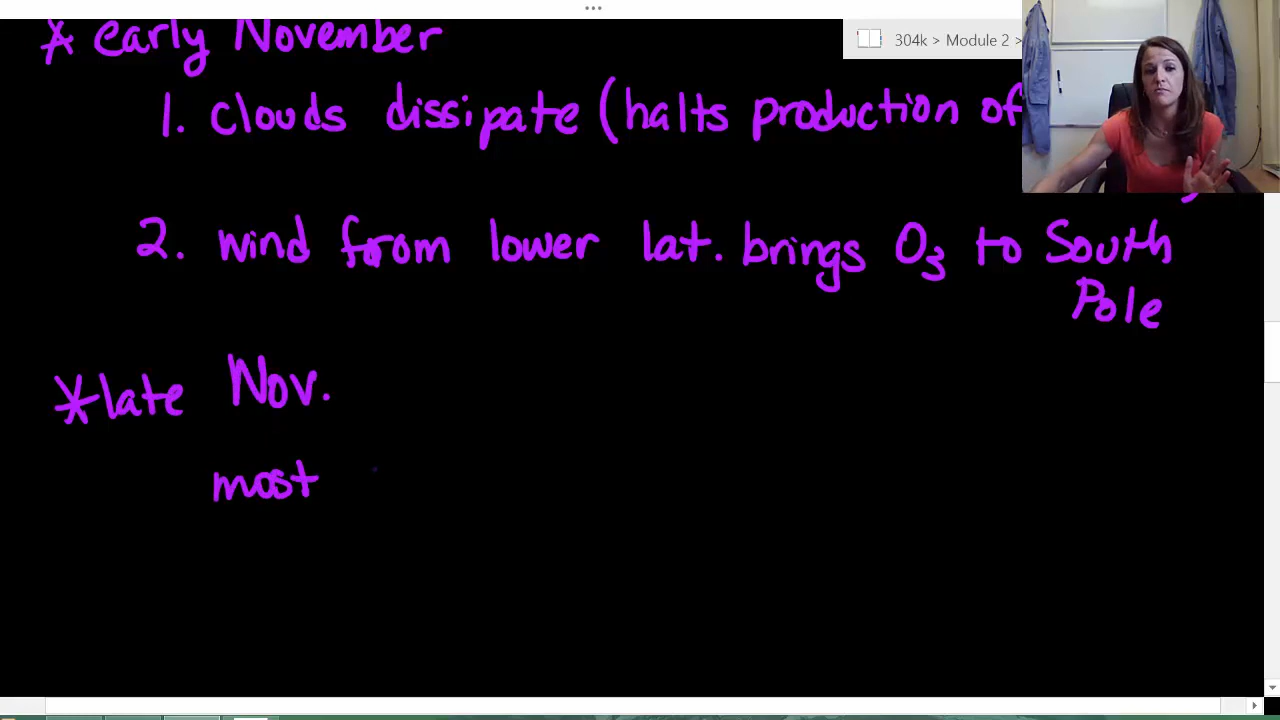 * early November
304k > Module 2 >
1. clouds dissipate (halts production of
2. wind from lower lat. brings O₃ to South
Pole
* late Nov.
most